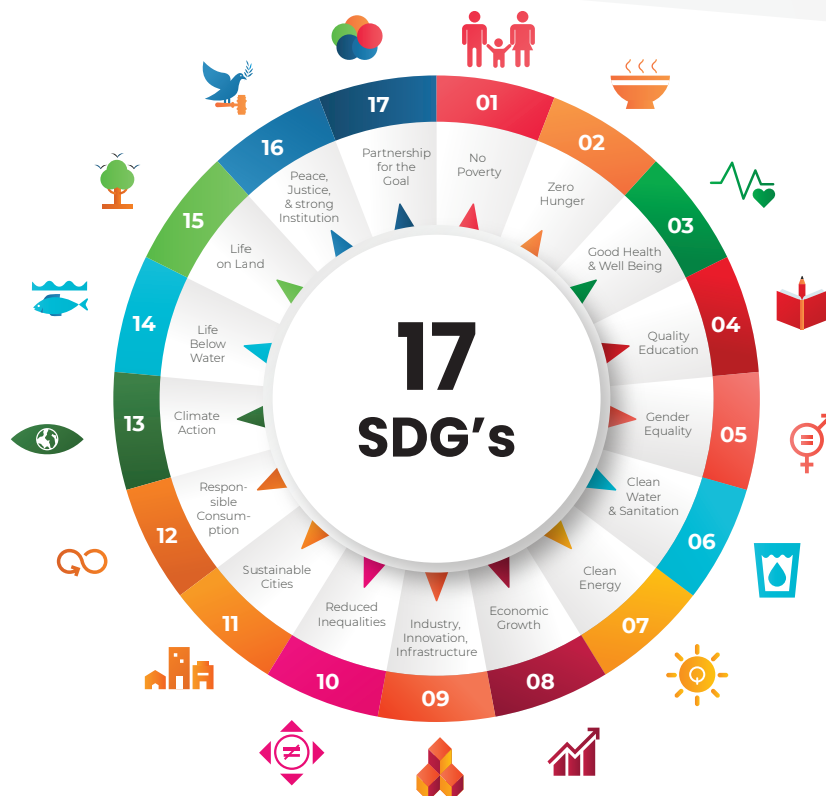 17
SDG's
01
No
Poverty
02
Zero
Hunger
03
Good Health
& Well Being
04
Quality
Education
05
Gender
Equality
06
Clean
Water
& Sanitation
07
Clean
Energy
08
Economic
Growth
09
Industry,
Innovation,
Infrastructure
10
Reduced
Inequalities
11
Sustainable
Cities
12
Respon-
sible
Consum-
ption
13
Climate
Action
14
Life
Below
Water
15
Life
on Land
16
Peace,
Justice,
& strong
Institution
17
Partnership
for the
Goal